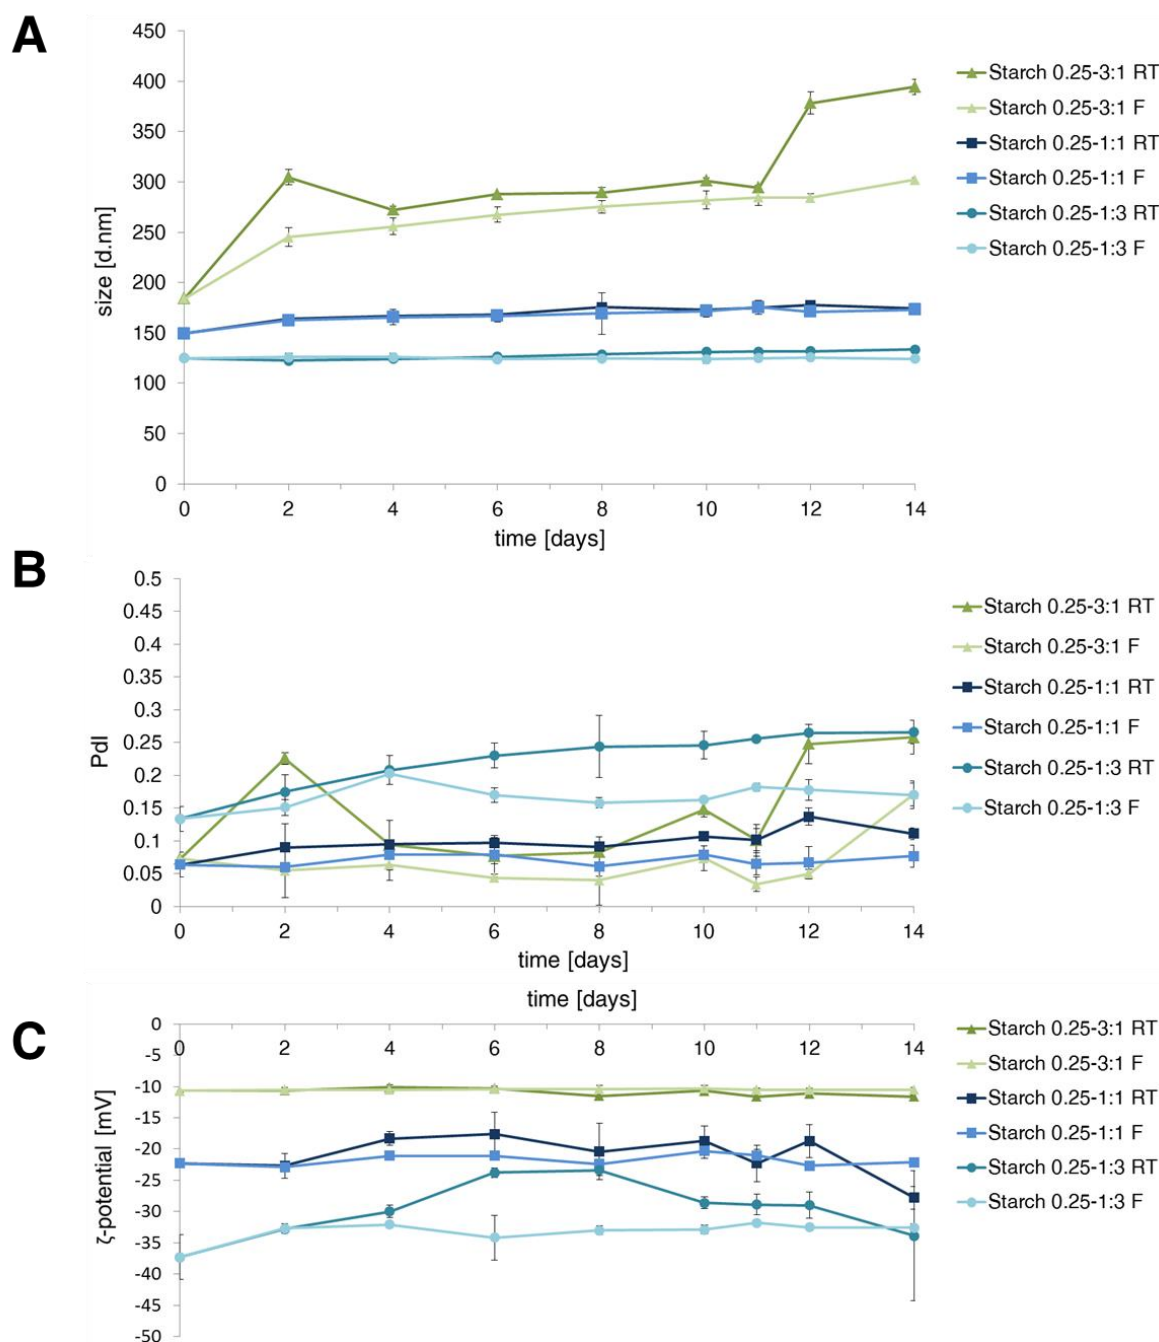 A
450
400
350
300
250
200
150
100
50
0
size [d.nm]
0 2 4 6 8 10 12 14
time [days]
Starch 0.25-3:1 RT
Starch 0.25-3:1 F
Starch 0.25-1:1 RT
Starch 0.25-1:1 F
Starch 0.25-1:3 RT
Starch 0.25-1:3 F
B
0.5
0.45
0.4
0.35
0.3
0.25
0.2
0.15
0.1
0.05
0
PdI
0 2 4 6 8 10 12 14
time [days]
Starch 0.25-3:1 RT
Starch 0.25-3:1 F
Starch 0.25-1:1 RT
Starch 0.25-1:1 F
Starch 0.25-1:3 RT
Starch 0.25-1:3 F
C
time [days]
0 2 4 6 8 10 12 14
0
-5
-10
-15
-20
-25
-30
-35
-40
-45
-50
ζ-potential [mV]
Starch 0.25-3:1 RT
Starch 0.25-3:1 F
Starch 0.25-1:1 RT
Starch 0.25-1:1 F
Starch 0.25-1:3 RT
Starch 0.25-1:3 F